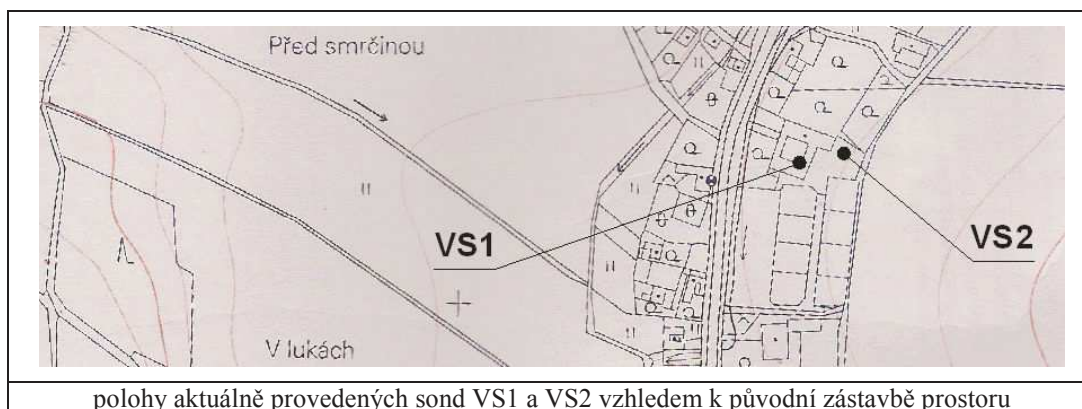 Před smrčinou
VS1
VS2
V lukách
polohy aktuálně provedených sond VS1 a VS2 vzhledem k původní zástavbě prostoru